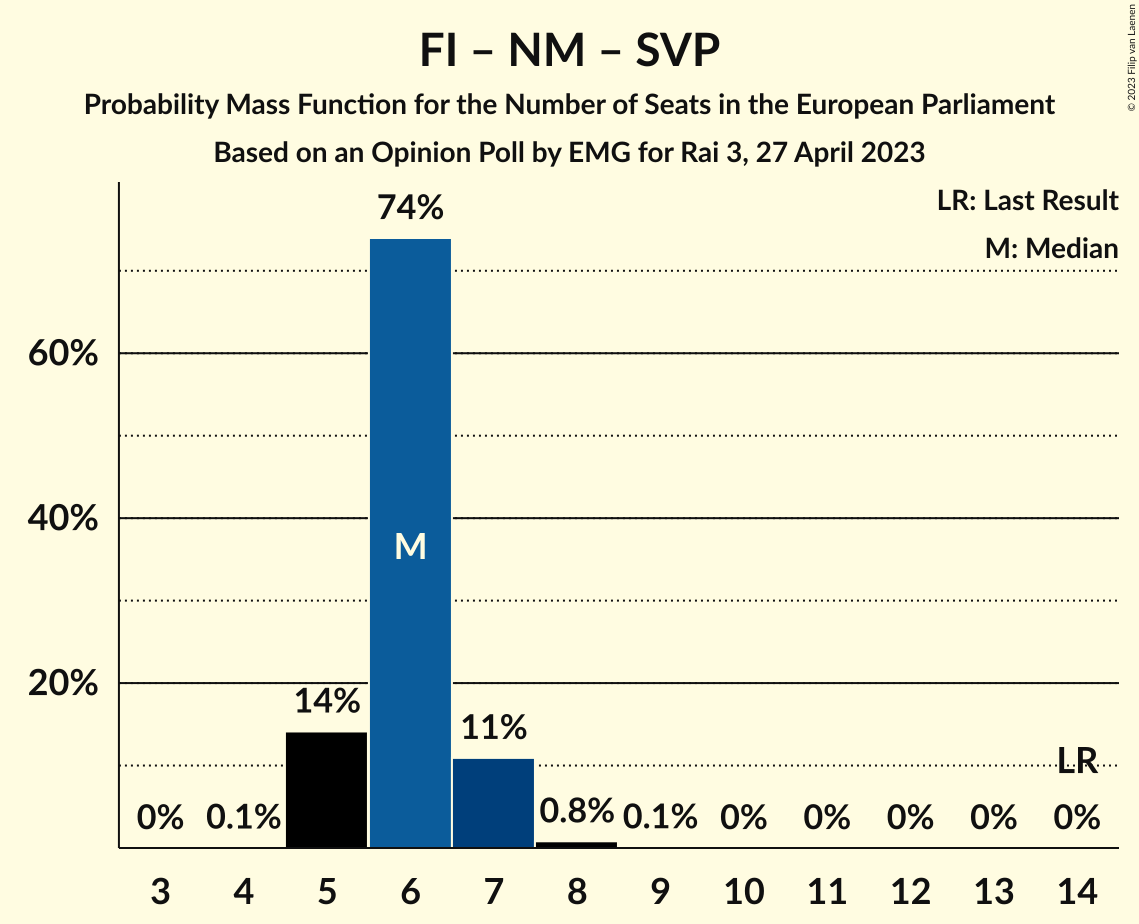 FI – NM – SVP
Probability Mass Function for the Number of Seats in the European Parliament
Based on an Opinion Poll by EMG for Rai 3, 27 April 2023
© 2023 Filip van Laenen
LR: Last Result
M: Median
74%
60%
M
40%
20%
14%
11%
LR
0% 0.1% 0.8% 0.1% 0% 0% 0% 0% 0%
3 4 5 6 7 8 9 10 11 12 13 14